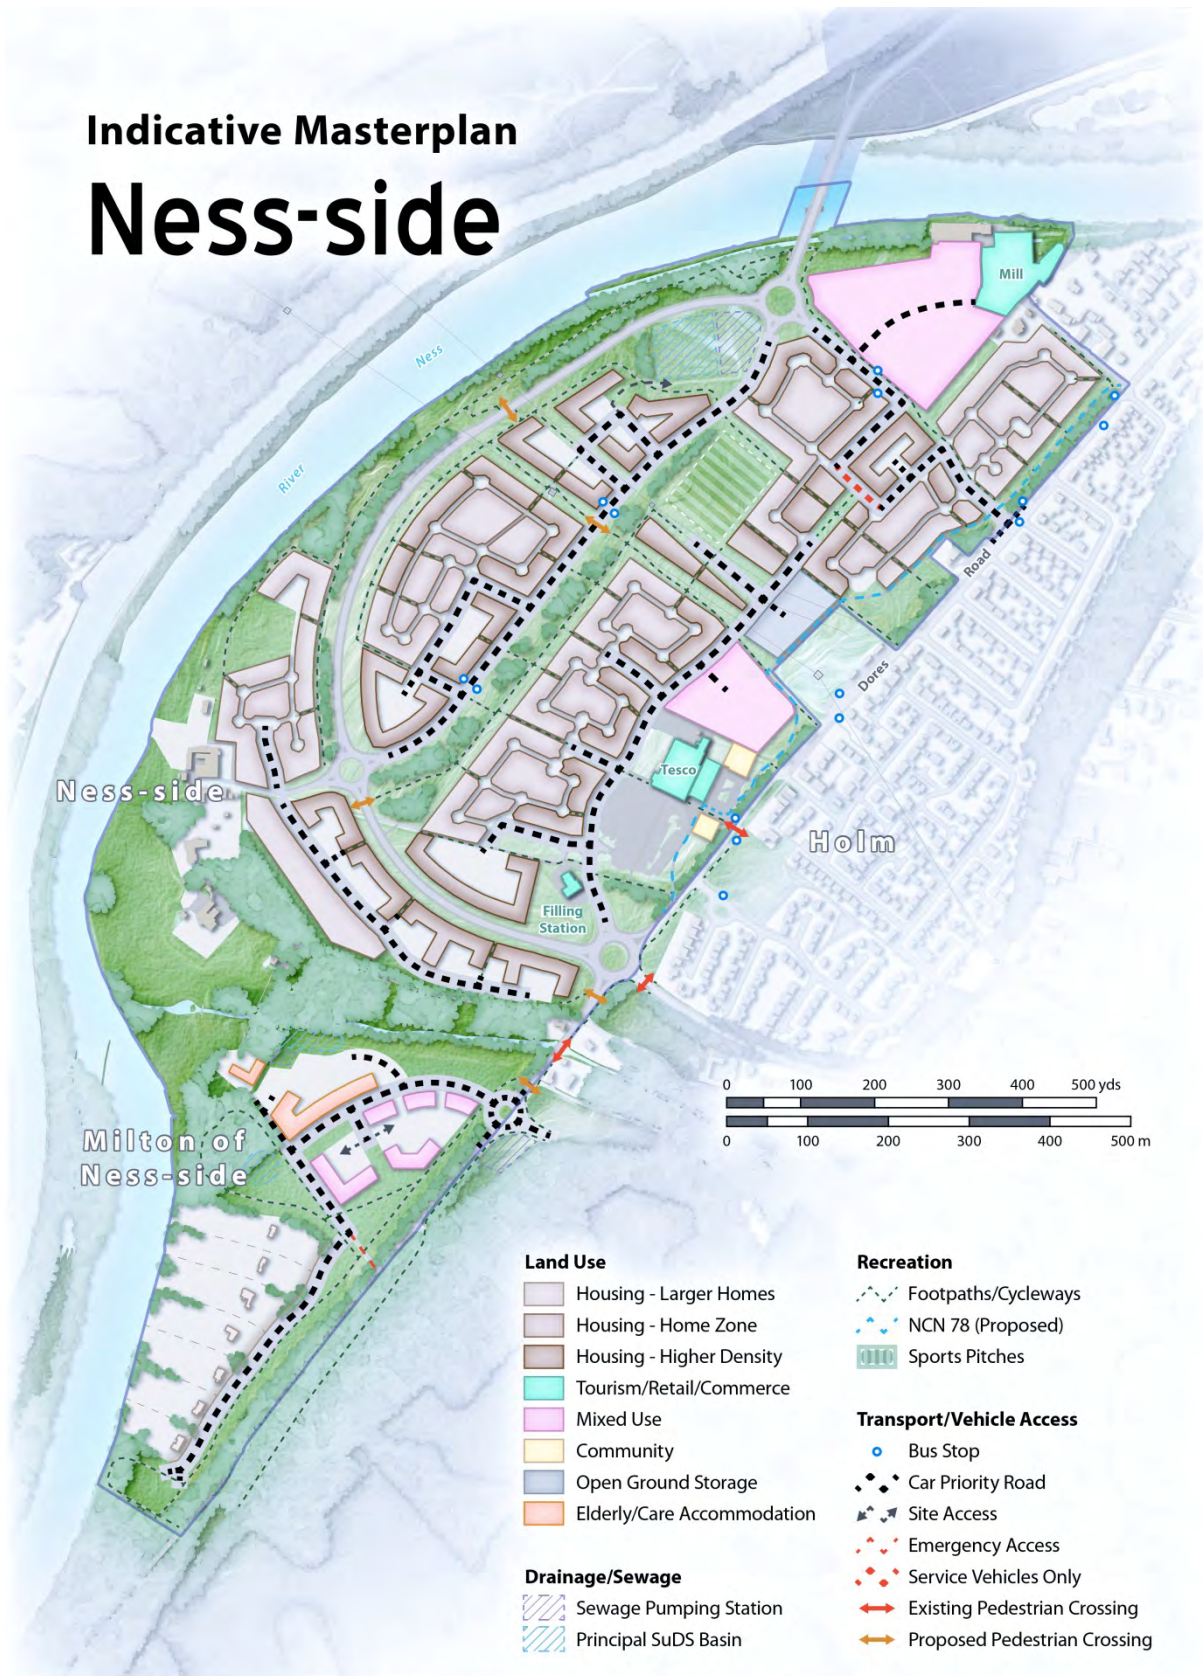 Indicative Masterplan
Ness-side
Mill
Ness
River
Road
Dores
Tesco
Ness-side
Holm
Filling
Station
0 100 200 300 400 500 yds
0 100 200 300 400 500 m
Milton of
Ness-side
Land Use
Housing - Larger Homes
Housing - Home Zone
Housing - Higher Density
Tourism/Retail/Commerce
Mixed Use
Community
Open Ground Storage
Elderly/Care Accommodation
Drainage/Sewage
Sewage Pumping Station
Principal SuDS Basin
Recreation
Footpaths/Cycleways
NCN 78 (Proposed)
Sports Pitches
Transport/Vehicle Access
Bus Stop
Car Priority Road
Site Access
Emergency Access
Service Vehicles Only
Existing Pedestrian Crossing
Proposed Pedestrian Crossing